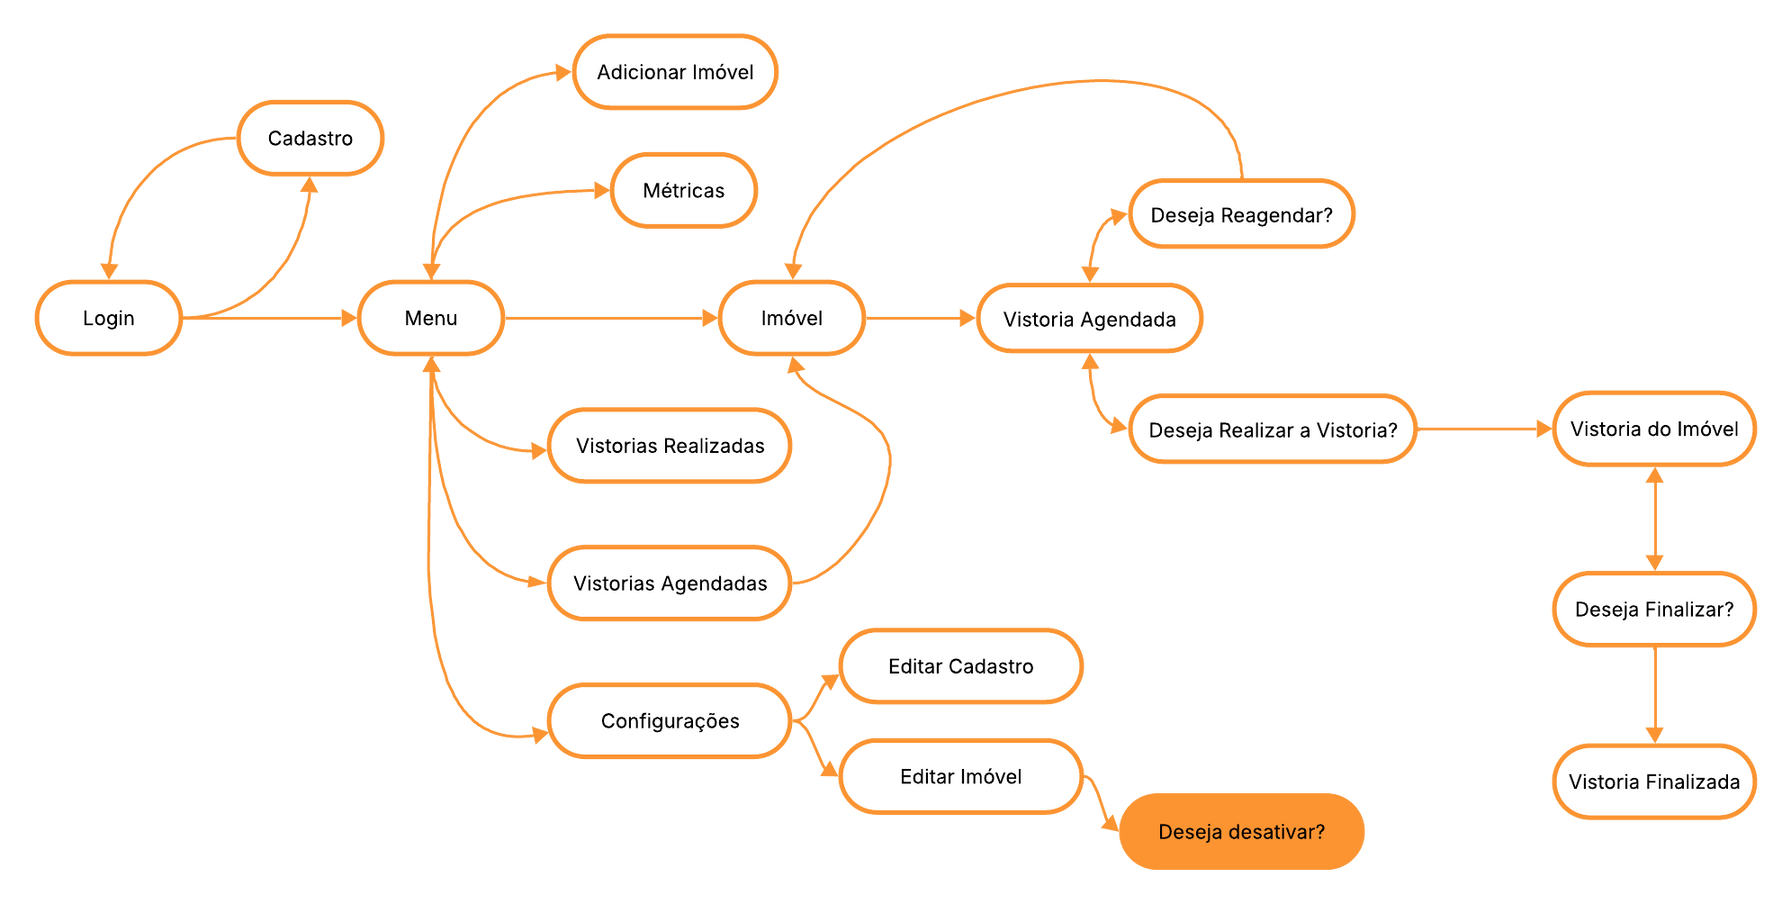 Adicionar Imóvel
Cadastro
Métricas
Deseja Reagendar?
Login
Menu
Imóvel
Vistoria Agendada
Vistorias Realizadas
Deseja Realizar a Vistoria?
Vistoria do Imóvel
Vistorias Agendadas
Deseja Finalizar?
Editar Cadastro
Configurações
Editar Imóvel
Vistoria Finalizada
Deseja desativar?